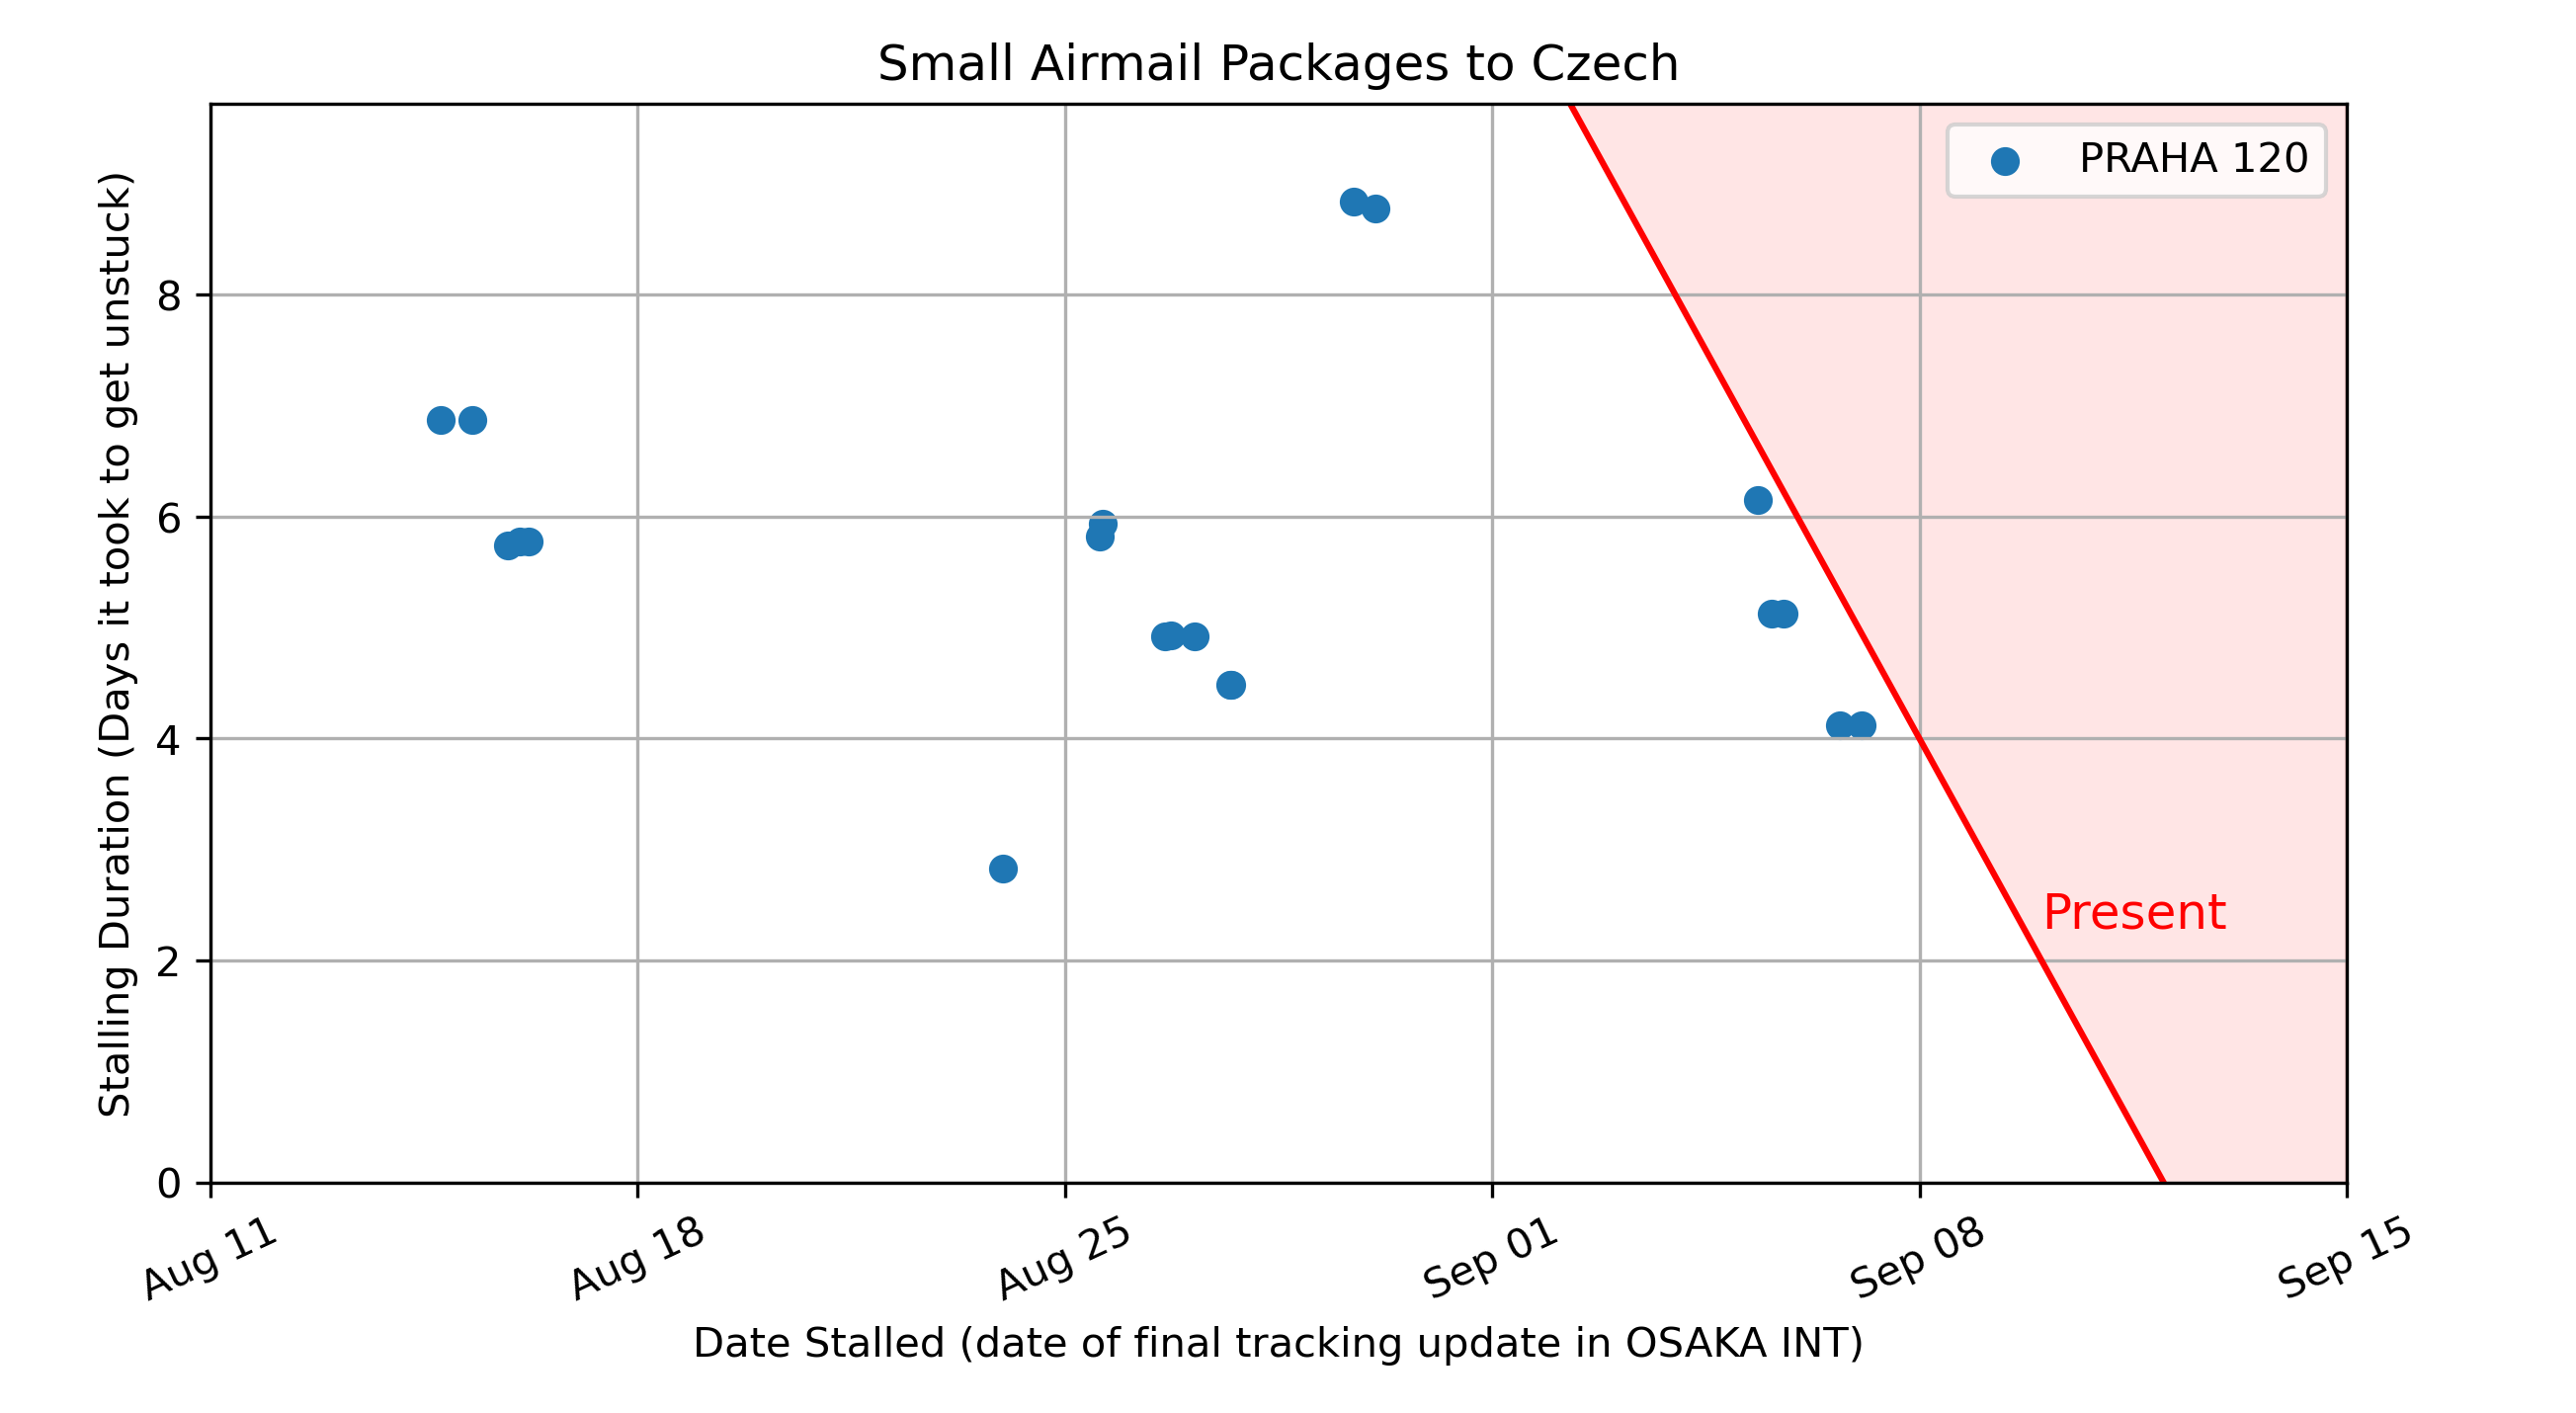 Small Airmail Packages to Czech
PRAHA 120
Stalling Duration (Days it took to get unstuck)
8
6
4
2
0
Present
Aug 11
Aug 18
Aug 25
Sep 01
Sep 08
Sep 15
Date Stalled (date of final tracking update in OSAKA INT)